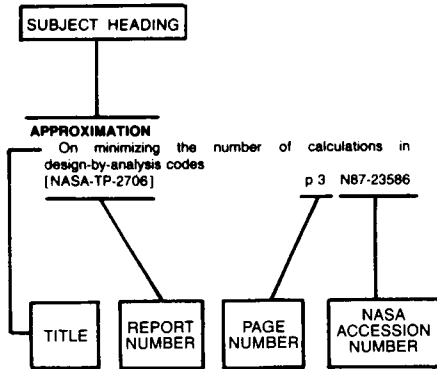 SUBJECT HEADING
APPROXIMATION
On minimizing the number of calculations in
design-by-analysis codes
[NASA-TP-2706] p 3 N87-23586
TITLE
REPORT
NUMBER
PAGE
NUMBER
NASA
ACCESSION
NUMBER